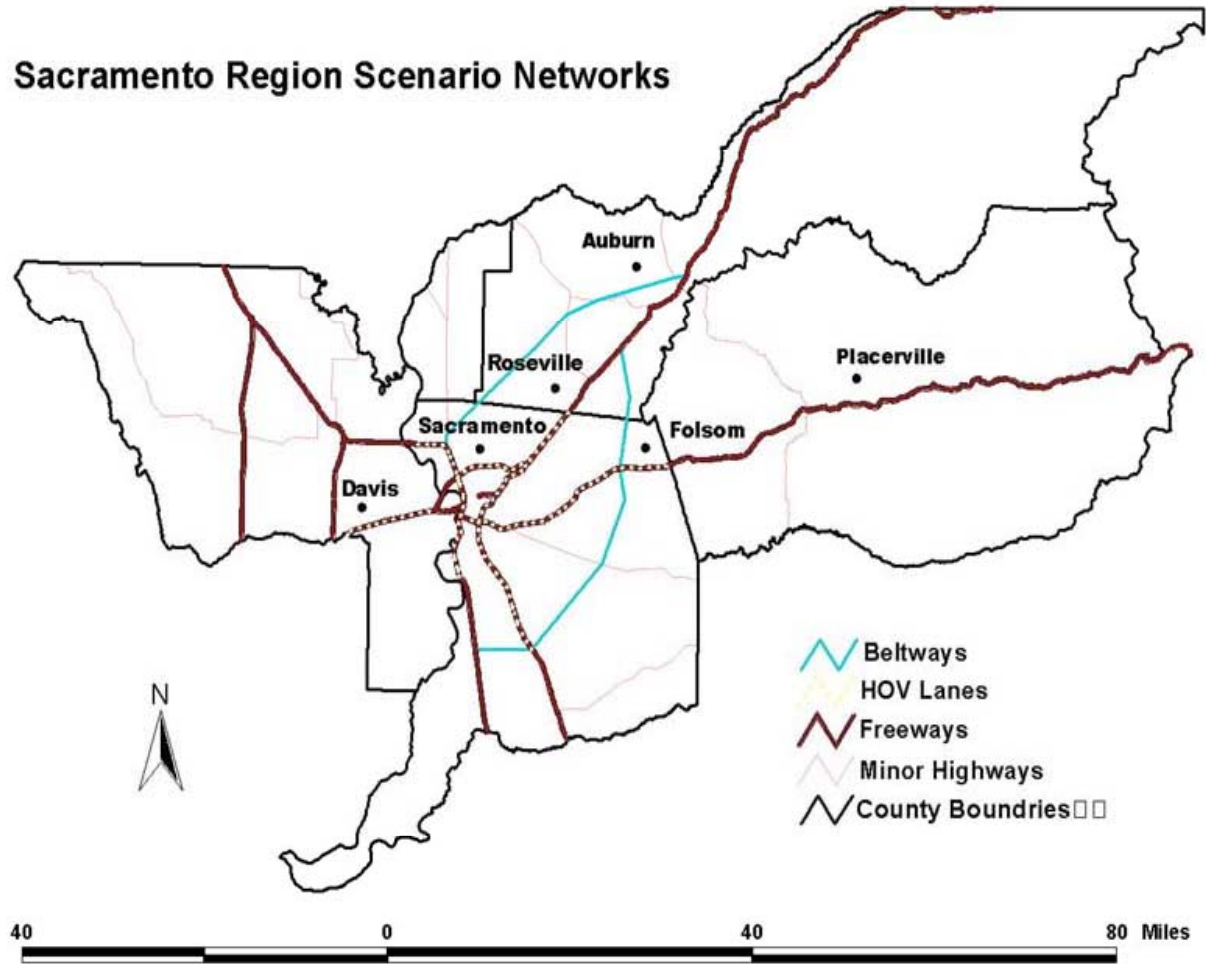 Sacramento Region Scenario Networks
Auburn
Roseville
Placerville
Sacramento
Folsom
Davis
Beltways
HOV Lanes
Freeways
Minor Highways
County Boundries□□
N
40 0 40 80 Miles